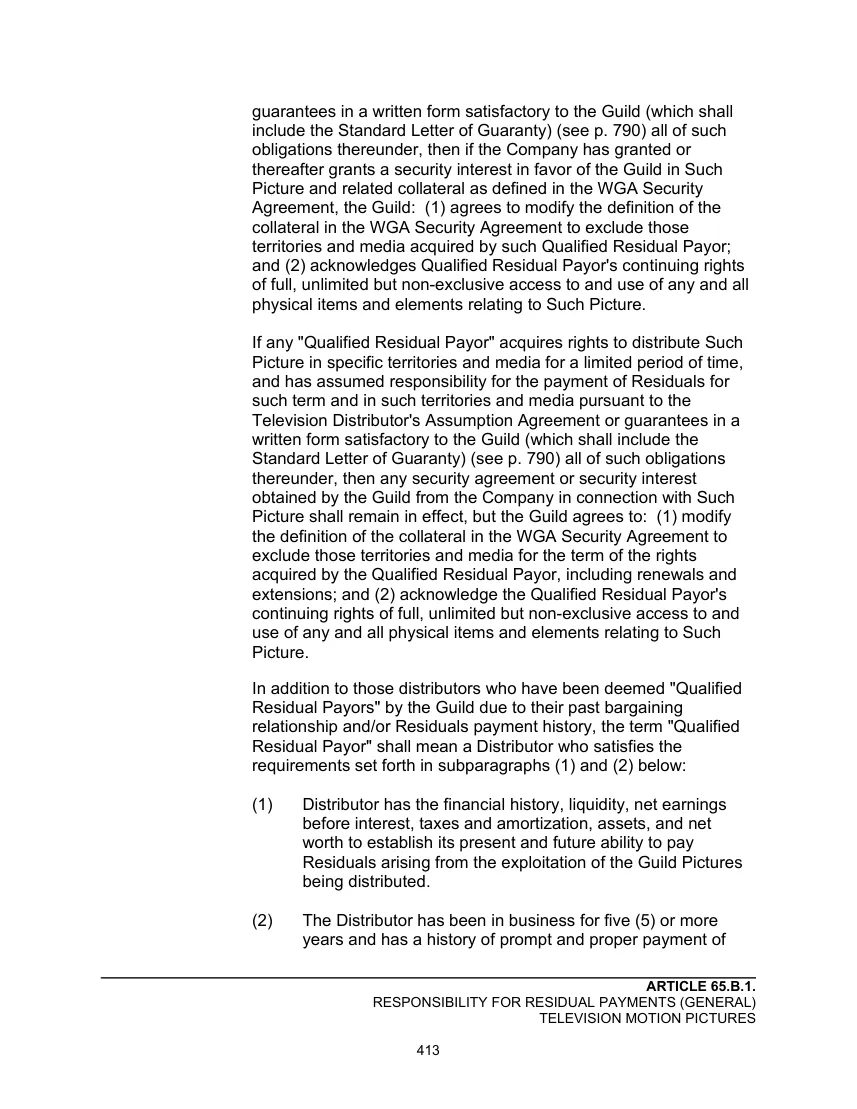 guarantees in a written form satisfactory to the Guild (which shall
include the Standard Letter of Guaranty) (see p. 790) all of such
obligations thereunder, then if the Company has granted or
thereafter grants a security interest in favor of the Guild in Such
Picture and related collateral as defined in the WGA Security
Agreement, the Guild:  (1) agrees to modify the definition of the
collateral in the WGA Security Agreement to exclude those
territories and media acquired by such Qualified Residual Payor;
and (2) acknowledges Qualified Residual Payor's continuing rights
of full, unlimited but non-exclusive access to and use of any and all
physical items and elements relating to Such Picture.
If any "Qualified Residual Payor" acquires rights to distribute Such
Picture in specific territories and media for a limited period of time,
and has assumed responsibility for the payment of Residuals for
such term and in such territories and media pursuant to the
Television Distributor's Assumption Agreement or guarantees in a
written form satisfactory to the Guild (which shall include the
Standard Letter of Guaranty) (see p. 790) all of such obligations
thereunder, then any security agreement or security interest
obtained by the Guild from the Company in connection with Such
Picture shall remain in effect, but the Guild agrees to:  (1) modify
the definition of the collateral in the WGA Security Agreement to
exclude those territories and media for the term of the rights
acquired by the Qualified Residual Payor, including renewals and
extensions; and (2) acknowledge the Qualified Residual Payor's
continuing rights of full, unlimited but non-exclusive access to and
use of any and all physical items and elements relating to Such
Picture.
In addition to those distributors who have been deemed "Qualified
Residual Payors" by the Guild due to their past bargaining
relationship and/or Residuals payment history, the term "Qualified
Residual Payor" shall mean a Distributor who satisfies the
requirements set forth in subparagraphs (1) and (2) below:
(1) Distributor has the financial history, liquidity, net earnings
before interest, taxes and amortization, assets, and net
worth to establish its present and future ability to pay
Residuals arising from the exploitation of the Guild Pictures
being distributed.
(2) The Distributor has been in business for five (5) or more
years and has a history of prompt and proper payment of
ARTICLE 65.B.1.
RESPONSIBILITY FOR RESIDUAL PAYMENTS (GENERAL)
TELEVISION MOTION PICTURES
413